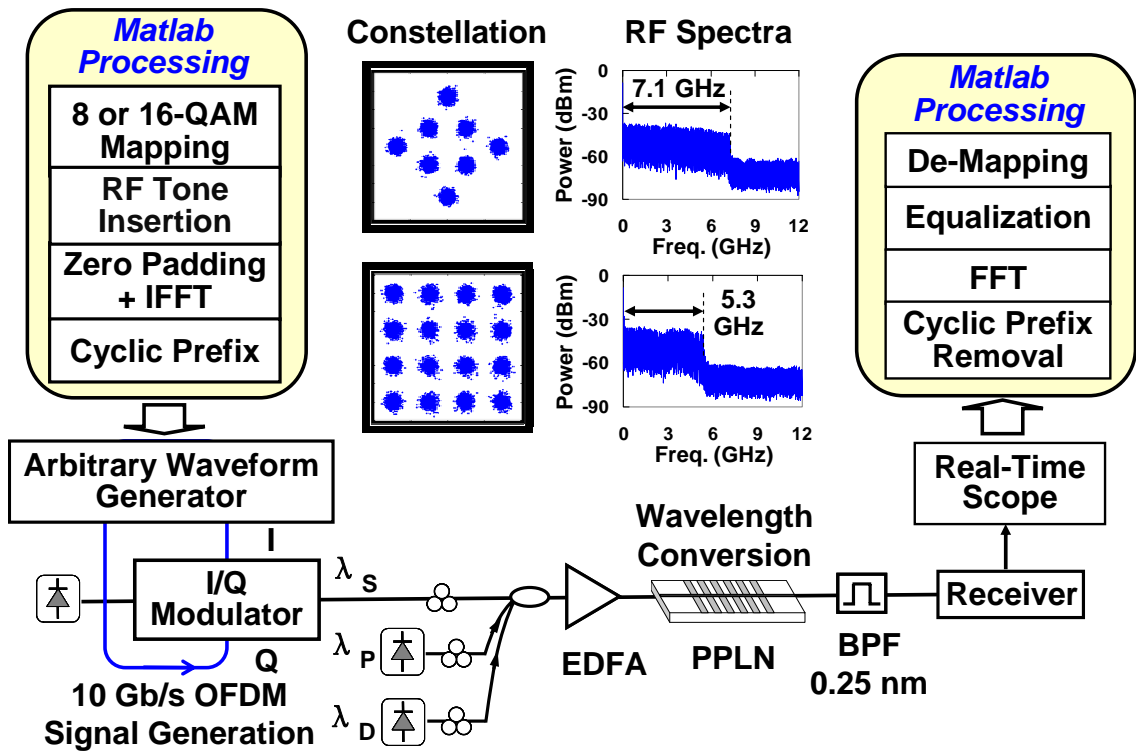 Matlab
Processing
8 or 16-QAM
Mapping
RF Tone
Insertion
Zero Padding
+ IFFT
Cyclic Prefix
Constellation
RF Spectra
Power (dBm)
0
-30
-60
-90
7.1 GHz
0 3 6 9 12
Freq. (GHz)
Power (dBm)
0
-30
-60
-90
5.3
GHz
0 3 6 9 12
Freq. (GHz)
Matlab
Processing
De-Mapping
Equalization
FFT
Cyclic Prefix
Removal
Arbitrary Waveform
Generator
I
I/Q
Modulator
Q
10 Gb/s OFDM
Signal Generation
λ S
λ P
λ D
EDFA
Wavelength
Conversion
PPLN
BPF
0.25 nm
Receiver
Real-Time
Scope